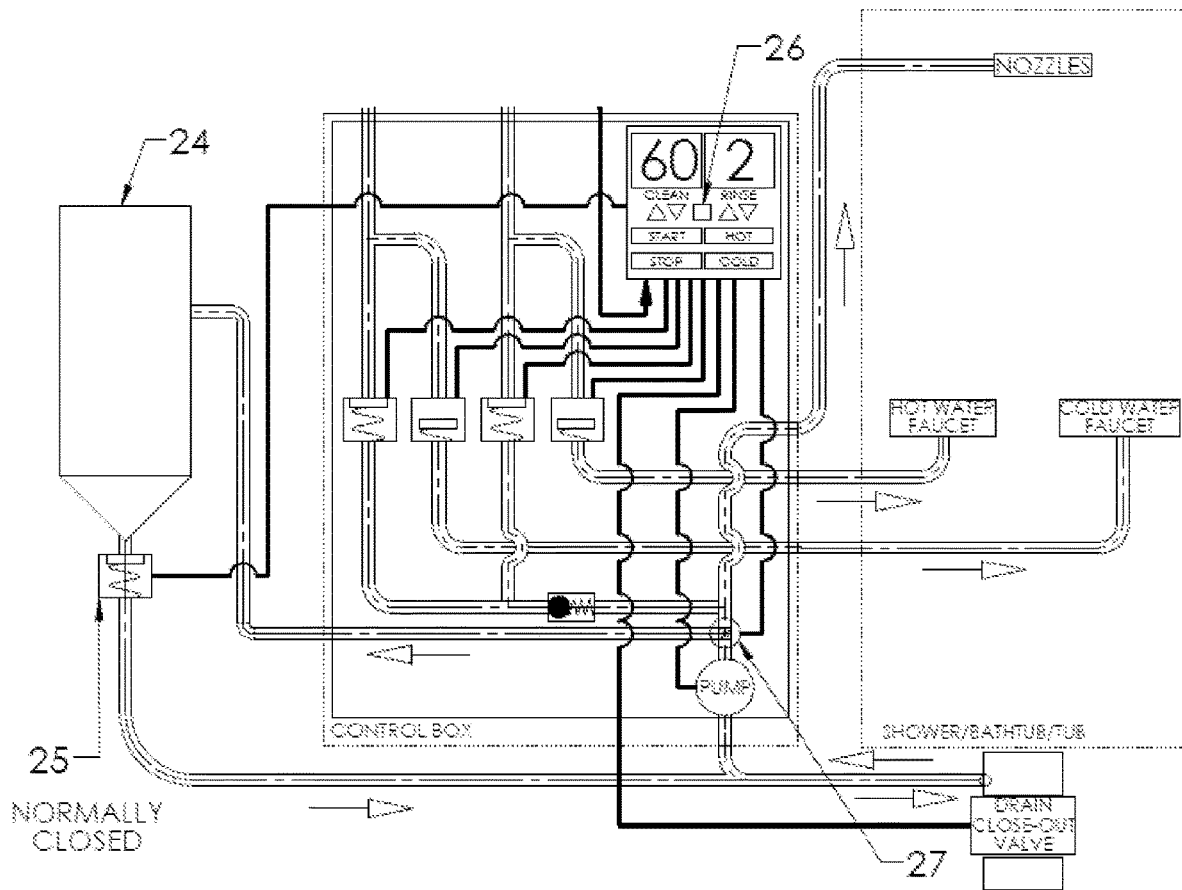 26
NOZZLES
24
60 2
CLEAN RINSE
START HOT
STOP COLD
HOT WATER
FAUCET
COLD WATER
FAUCET
PUMP
CONTROL BOX
SHOWER/BATHTUB/TUB
25
NORMALLY
CLOSED
DRAIN
CLOSE-OUT
VALVE
27